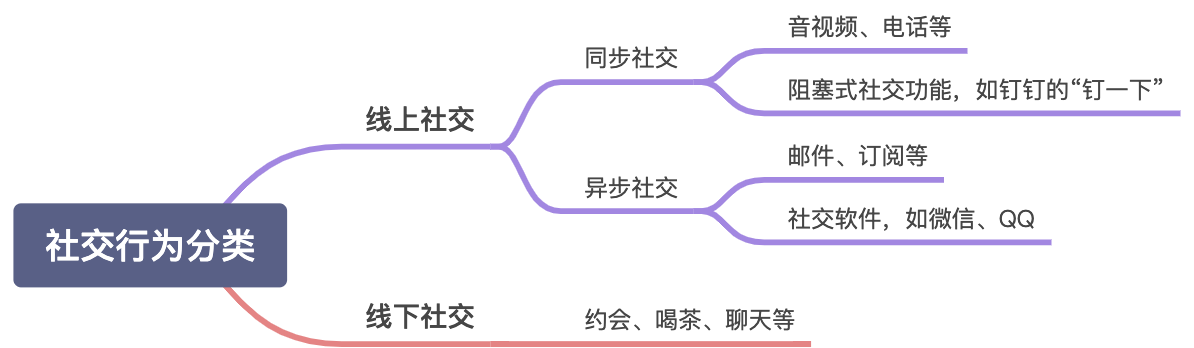 社交行为分类
线上社交
同步社交
音视频、电话等
阻塞式社交功能，如钉钉的“钉一下”
异步社交
邮件、订阅等
社交软件，如微信、QQ
线下社交
约会、喝茶、聊天等